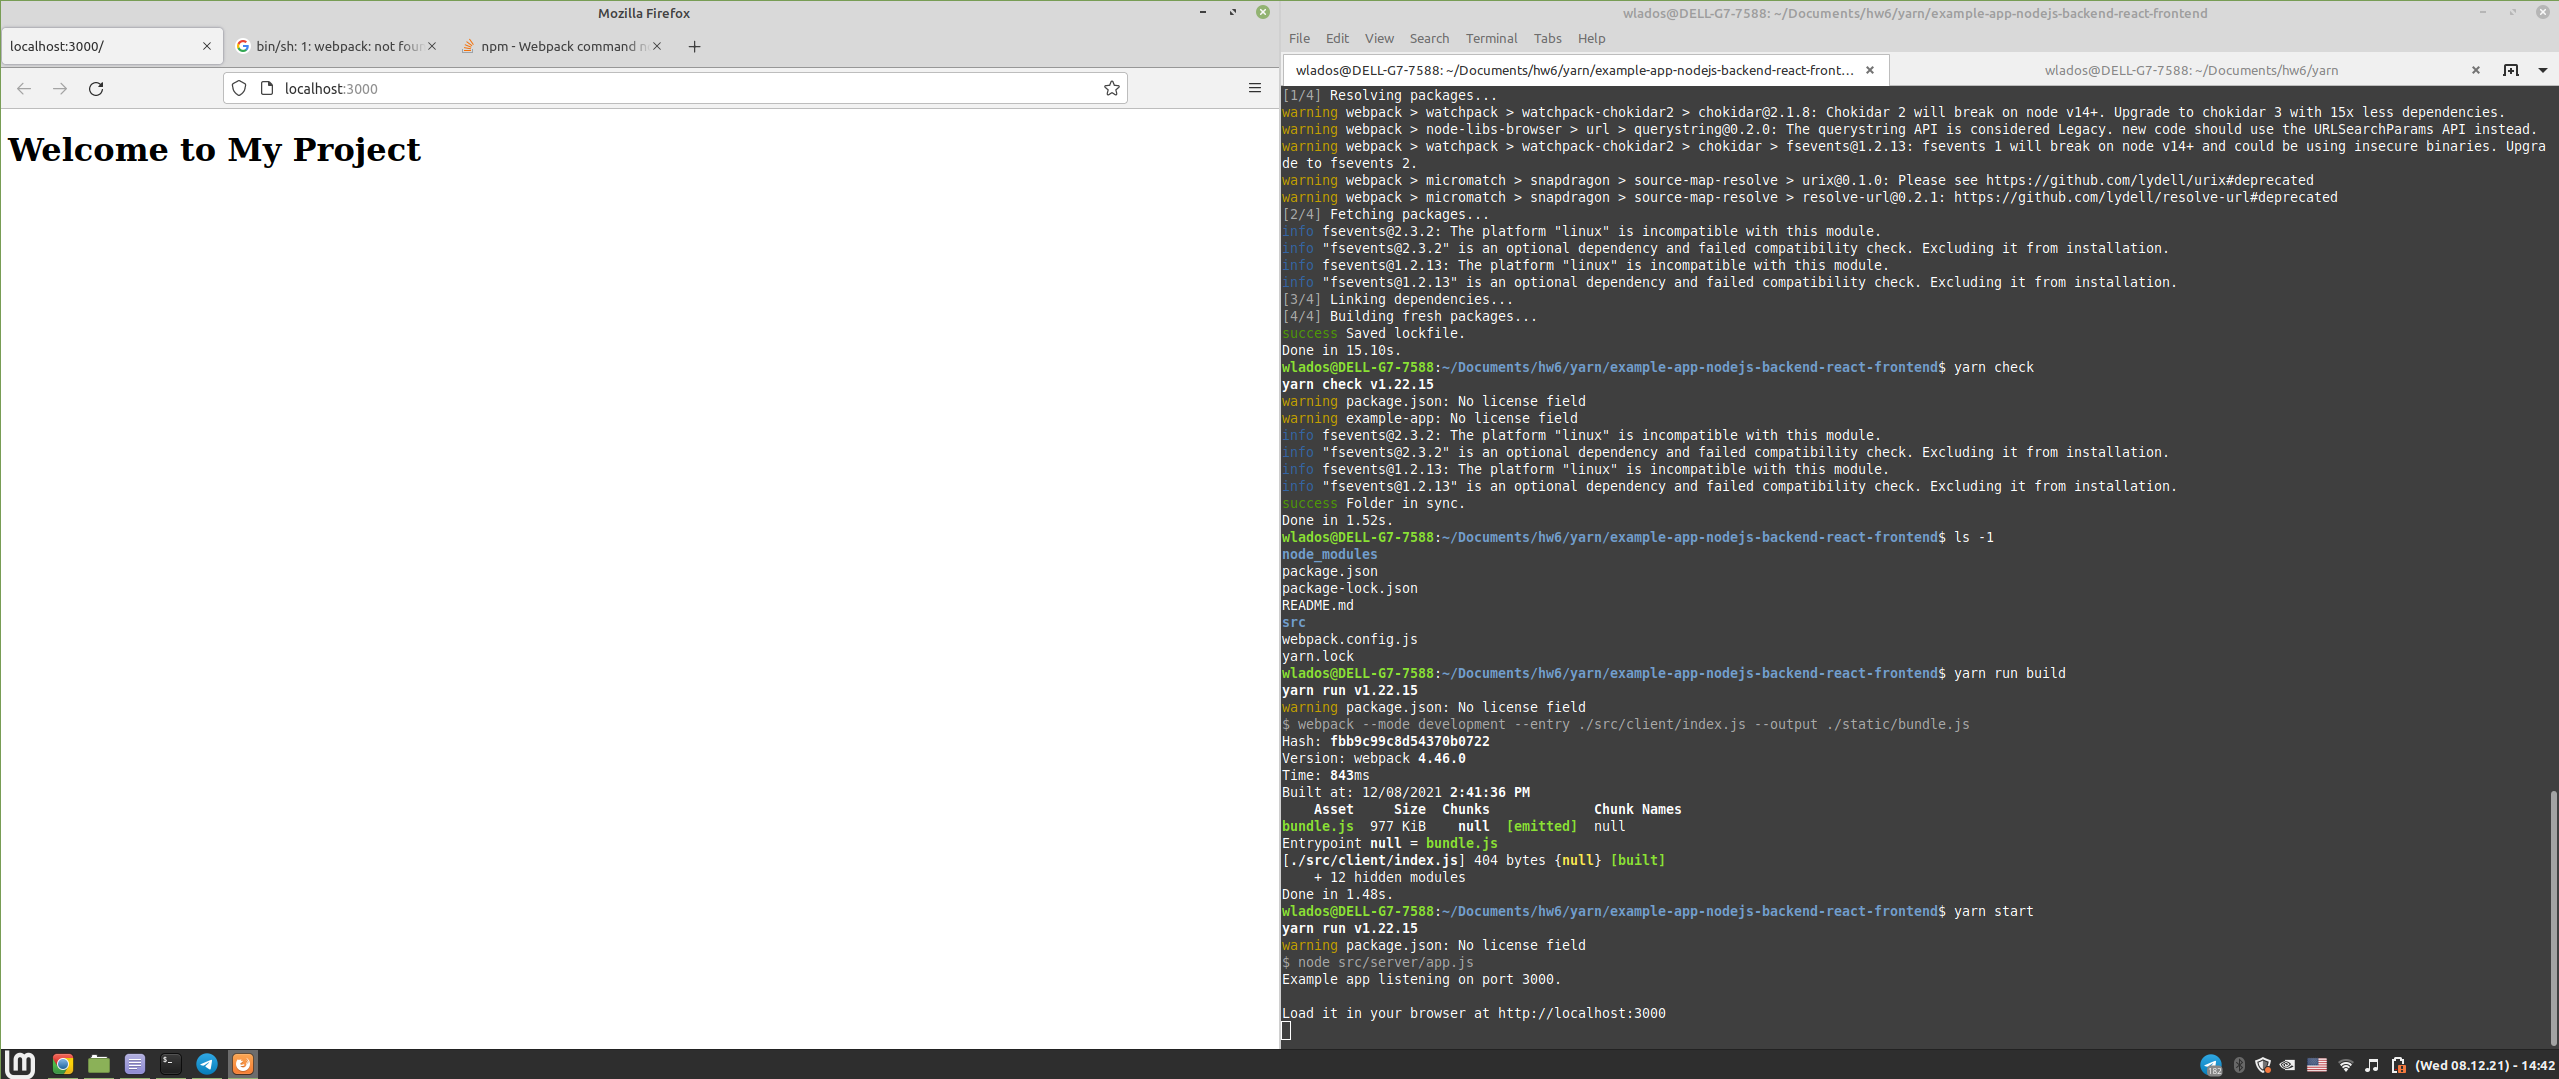 Mozilla Firefox
localhost:3000/
bin/sh: 1: webpack: not foun
npm - Webpack command n
localhost:3000
Welcome to My Project
wlados@DELL-G7-7588: ~/Documents/hw6/yarn/example-app-nodejs-backend-react-frontend
File Edit View Search Terminal Tabs Help
wlados@DELL-G7-7588: ~/Documents/hw6/yarn/example-app-nodejs-backend-react-front...
wlados@DELL-G7-7588: ~/Documents/hw6/yarn
[1/4] Resolving packages...
warning webpack > watchpack > watchpack-chokidar2 > chokidar@2.1.8: Chokidar 2 will break on node v14+. Upgrade to chokidar 3 with 15x less dependencies.
warning webpack > node-libs-browser > url > querystring@0.2.0: The querystring API is considered Legacy. new code should use the URLSearchParams API instead.
warning webpack > watchpack > watchpack-chokidar2 > chokidar > fsevents@1.2.13: fsevents 1 will break on node v14+ and could be using insecure binaries. Upgra
de to fsevents 2.
warning webpack > micromatch > snapdragon > source-map-resolve > urix@0.1.0: Please see https://github.com/lydell/urix#deprecated
warning webpack > micromatch > snapdragon > source-map-resolve > resolve-url@0.2.1: https://github.com/lydell/resolve-url#deprecated
[2/4] Fetching packages...
info fsevents@2.3.2: The platform "linux" is incompatible with this module.
info "fsevents@2.3.2" is an optional dependency and failed compatibility check. Excluding it from installation.
info fsevents@1.2.13: The platform "linux" is incompatible with this module.
info "fsevents@1.2.13" is an optional dependency and failed compatibility check. Excluding it from installation.
[3/4] Linking dependencies...
[4/4] Building fresh packages...
success Saved lockfile.
Done in 15.10s.
wlados@DELL-G7-7588:~/Documents/hw6/yarn/example-app-nodejs-backend-react-frontend$ yarn check
yarn check v1.22.15
warning package.json: No license field
warning example-app: No license field
info fsevents@2.3.2: The platform "linux" is incompatible with this module.
info "fsevents@2.3.2" is an optional dependency and failed compatibility check. Excluding it from installation.
info fsevents@1.2.13: The platform "linux" is incompatible with this module.
info "fsevents@1.2.13" is an optional dependency and failed compatibility check. Excluding it from installation.
success Folder in sync.
Done in 1.52s.
wlados@DELL-G7-7588:~/Documents/hw6/yarn/example-app-nodejs-backend-react-frontend$ ls -1
node_modules
package.json
package-lock.json
README.md
src
webpack.config.js
yarn.lock
wlados@DELL-G7-7588:~/Documents/hw6/yarn/example-app-nodejs-backend-react-frontend$ yarn run build
yarn run v1.22.15
warning package.json: No license field
$ webpack --mode development --entry ./src/client/index.js --output ./static/bundle.js
Hash: fbb9c99c8d54370b0722
Version: webpack 4.46.0
Time: 843ms
Built at: 12/08/2021 2:41:36 PM
Asset Size Chunks Chunk Names
bundle.js 977 KiB null [emitted] null
Entrypoint null = bundle.js
[./src/client/index.js] 404 bytes {null} [built]
+ 12 hidden modules
Done in 1.48s.
wlados@DELL-G7-7588:~/Documents/hw6/yarn/example-app-nodejs-backend-react-frontend$ yarn start
yarn run v1.22.15
warning package.json: No license field
$ node src/server/app.js
Example app listening on port 3000.
Load it in your browser at http://localhost:3000
182
(Wed 08.12.21) - 14:42